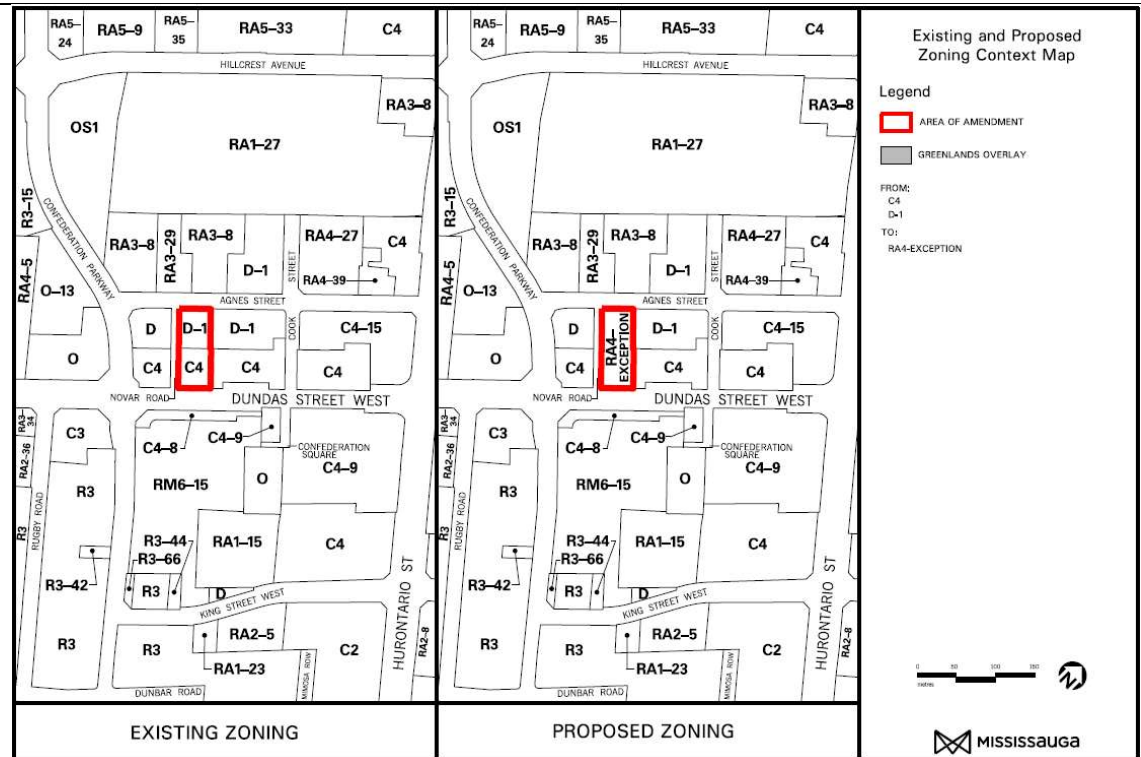 RA5–24
RA5–9
RA5–35
RA5–33
C4
HILLCREST AVENUE
RA3–8
OS1
RA1–27
R3–15
CONFEDERATION PARKWAY
RA3–8
RA3–29
RA3–8
D–1
STREET
RA4–27
C4
RA4–39
RA4–5
O–13
AGNES STREET
D
D–1
D–1
COOK
C4–15
O
C4
C4
C4
C4
NOVAR ROAD
DUNDAS STREET WEST
RA3–34
C3
C4–8
C4–9
CONFEDERATION
SQUARE
RA2–36
C4–9
R3
RM6–15
O
RUGBY ROAD
R3
R3–44
RA1–15
C4
R3–66
R3–42
R3
D
KING STREET WEST
HURONTARIO ST
R3
R3
RA2–5
C2
RA2–8
RA1–23
MIMOSA ROW
DUNBAR ROAD
EXISTING ZONING
RA5–24
RA5–9
RA5–35
RA5–33
C4
HILLCREST AVENUE
RA3–8
OS1
RA1–27
R3–15
CONFEDERATION PARKWAY
RA3–8
RA3–29
RA3–8
D–1
STREET
RA4–27
C4
RA4–39
RA4–5
O–13
AGNES STREET
D
RA4–
EXCEPTION
D–1
COOK
C4–15
O
C4
C4
C4
NOVAR ROAD
DUNDAS STREET WEST
RA3–34
C3
C4–8
C4–9
CONFEDERATION
SQUARE
RA2–36
C4–9
R3
RM6–15
O
RUGBY ROAD
R3
R3–44
RA1–15
C4
R3–66
R3–42
R3
D
KING STREET WEST
HURONTARIO ST
R3
R3
RA2–5
C2
RA2–8
RA1–23
MIMOSA ROW
DUNBAR ROAD
PROPOSED ZONING
Existing and Proposed
Zoning Context Map
Legend
AREA OF AMENDMENT
GREENLANDS OVERLAY
FROM:
C4
D-1
TO:
RA4-EXCEPTION
0 50 100 150
metres
MISSISSAUGA